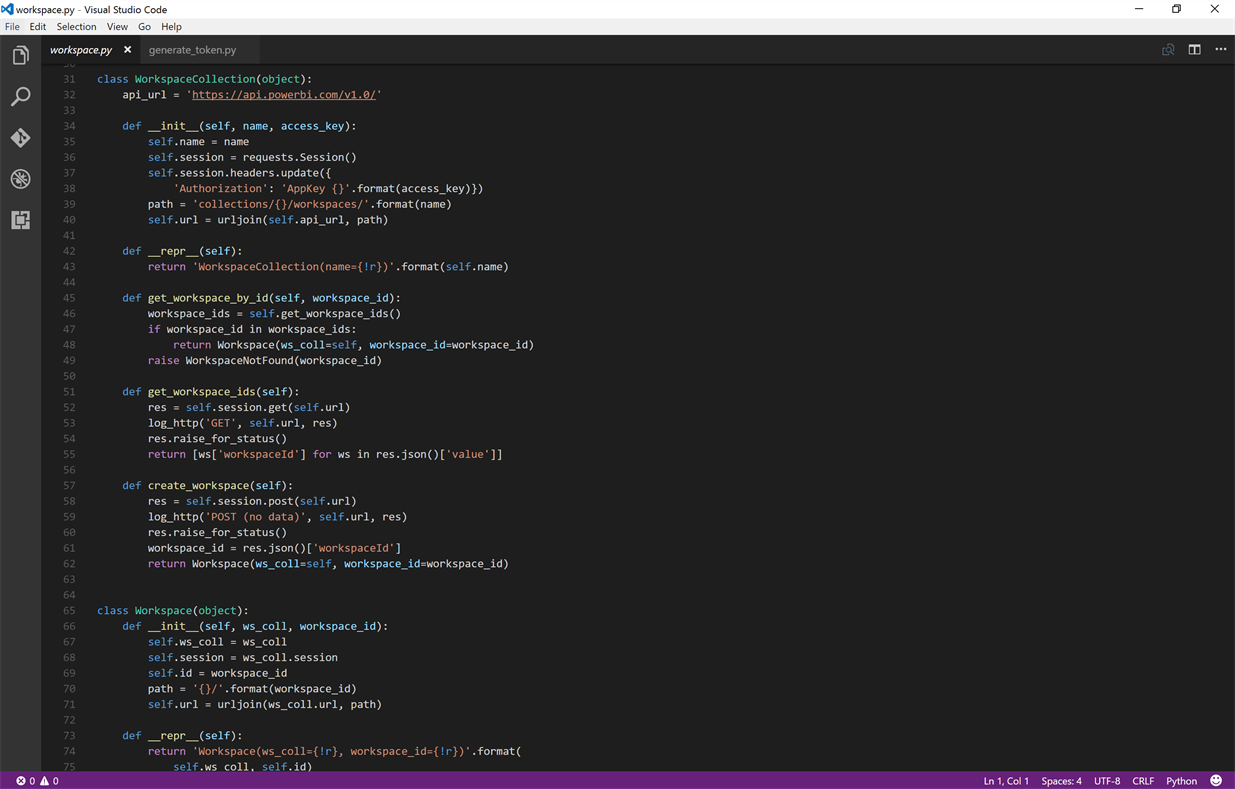 workspace.py - Visual Studio Code
File Edit Selection View Go Help
workspace.py generate_token.py
30
31 class WorkspaceCollection(object):
32 api_url = 'https://api.powerbi.com/v1.0/'
33
34 def __init__(self, name, access_key):
35 self.name = name
36 self.session = requests.Session()
37 self.session.headers.update({
38 'Authorization': 'AppKey {}'.format(access_key)})
39 path = 'collections/{}/workspaces/'.format(name)
40 self.url = urljoin(self.api_url, path)
41
42 def __repr__(self):
43 return 'WorkspaceCollection(name={!r})'.format(self.name)
44
45 def get_workspace_by_id(self, workspace_id):
46 workspace_ids = self.get_workspace_ids()
47 if workspace_id in workspace_ids:
48 return Workspace(ws_coll=self, workspace_id=workspace_id)
49 raise WorkspaceNotFound(workspace_id)
50
51 def get_workspace_ids(self):
52 res = self.session.get(self.url)
53 log_http('GET', self.url, res)
54 res.raise_for_status()
55 return [ws['workspaceId'] for ws in res.json()['value']]
56
57 def create_workspace(self):
58 res = self.session.post(self.url)
59 log_http('POST (no data)', self.url, res)
60 res.raise_for_status()
61 workspace_id = res.json()['workspaceId']
62 return Workspace(ws_coll=self, workspace_id=workspace_id)
63
64
65 class Workspace(object):
66 def __init__(self, ws_coll, workspace_id):
67 self.ws_coll = ws_coll
68 self.session = ws_coll.session
69 self.id = workspace_id
70 path = '{}/'.format(workspace_id)
71 self.url = urljoin(ws_coll.url, path)
72
73 def __repr__(self):
74 return 'Workspace(ws_coll={!r}, workspace_id={!r})'.format(
75 self.ws_coll, self.id)
0 0 Ln 1, Col 1 Spaces: 4 UTF-8 CRLF Python